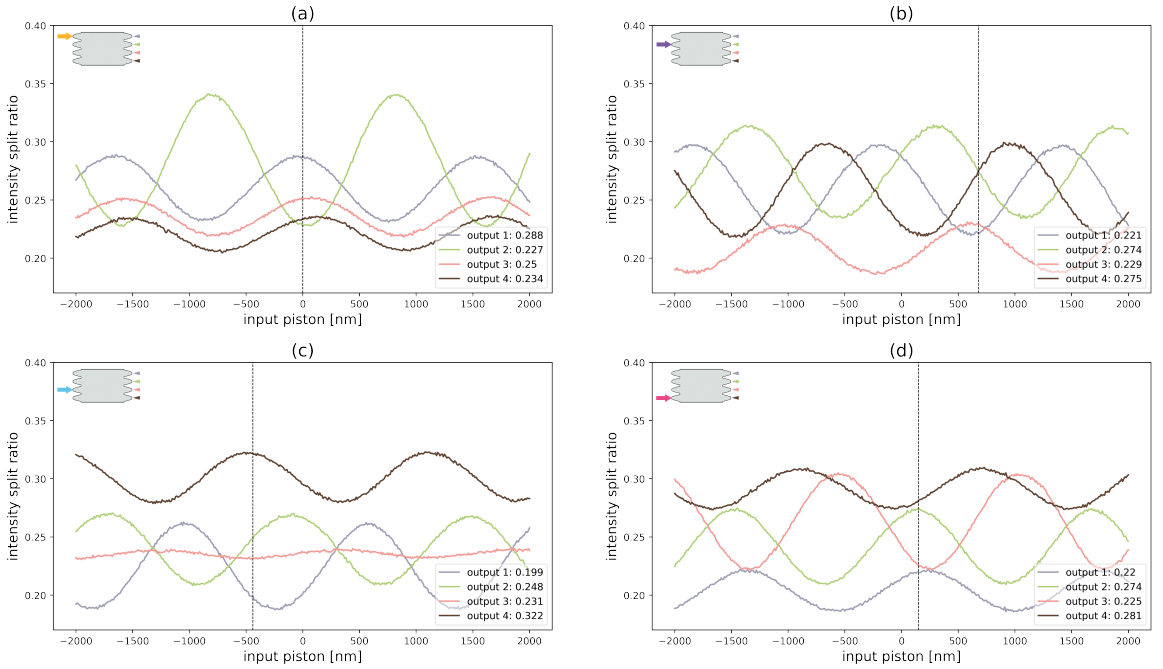 (a)
intensity split ratio
0.40
0.35
0.30
0.25
0.20
output 1: 0.288
output 2: 0.227
output 3: 0.25
output 4: 0.234
−2000 −1500 −1000 −500 0 500 1000 1500 2000
input piston [nm]
(b)
intensity split ratio
0.40
0.35
0.30
0.25
0.20
output 1: 0.221
output 2: 0.274
output 3: 0.229
output 4: 0.275
−2000 −1500 −1000 −500 0 500 1000 1500 2000
input piston [nm]
(c)
intensity split ratio
0.40
0.35
0.30
0.25
0.20
output 1: 0.199
output 2: 0.248
output 3: 0.231
output 4: 0.322
−2000 −1500 −1000 −500 0 500 1000 1500 2000
input piston [nm]
(d)
intensity split ratio
0.40
0.35
0.30
0.25
0.20
output 1: 0.22
output 2: 0.274
output 3: 0.225
output 4: 0.281
−2000 −1500 −1000 −500 0 500 1000 1500 2000
input piston [nm]